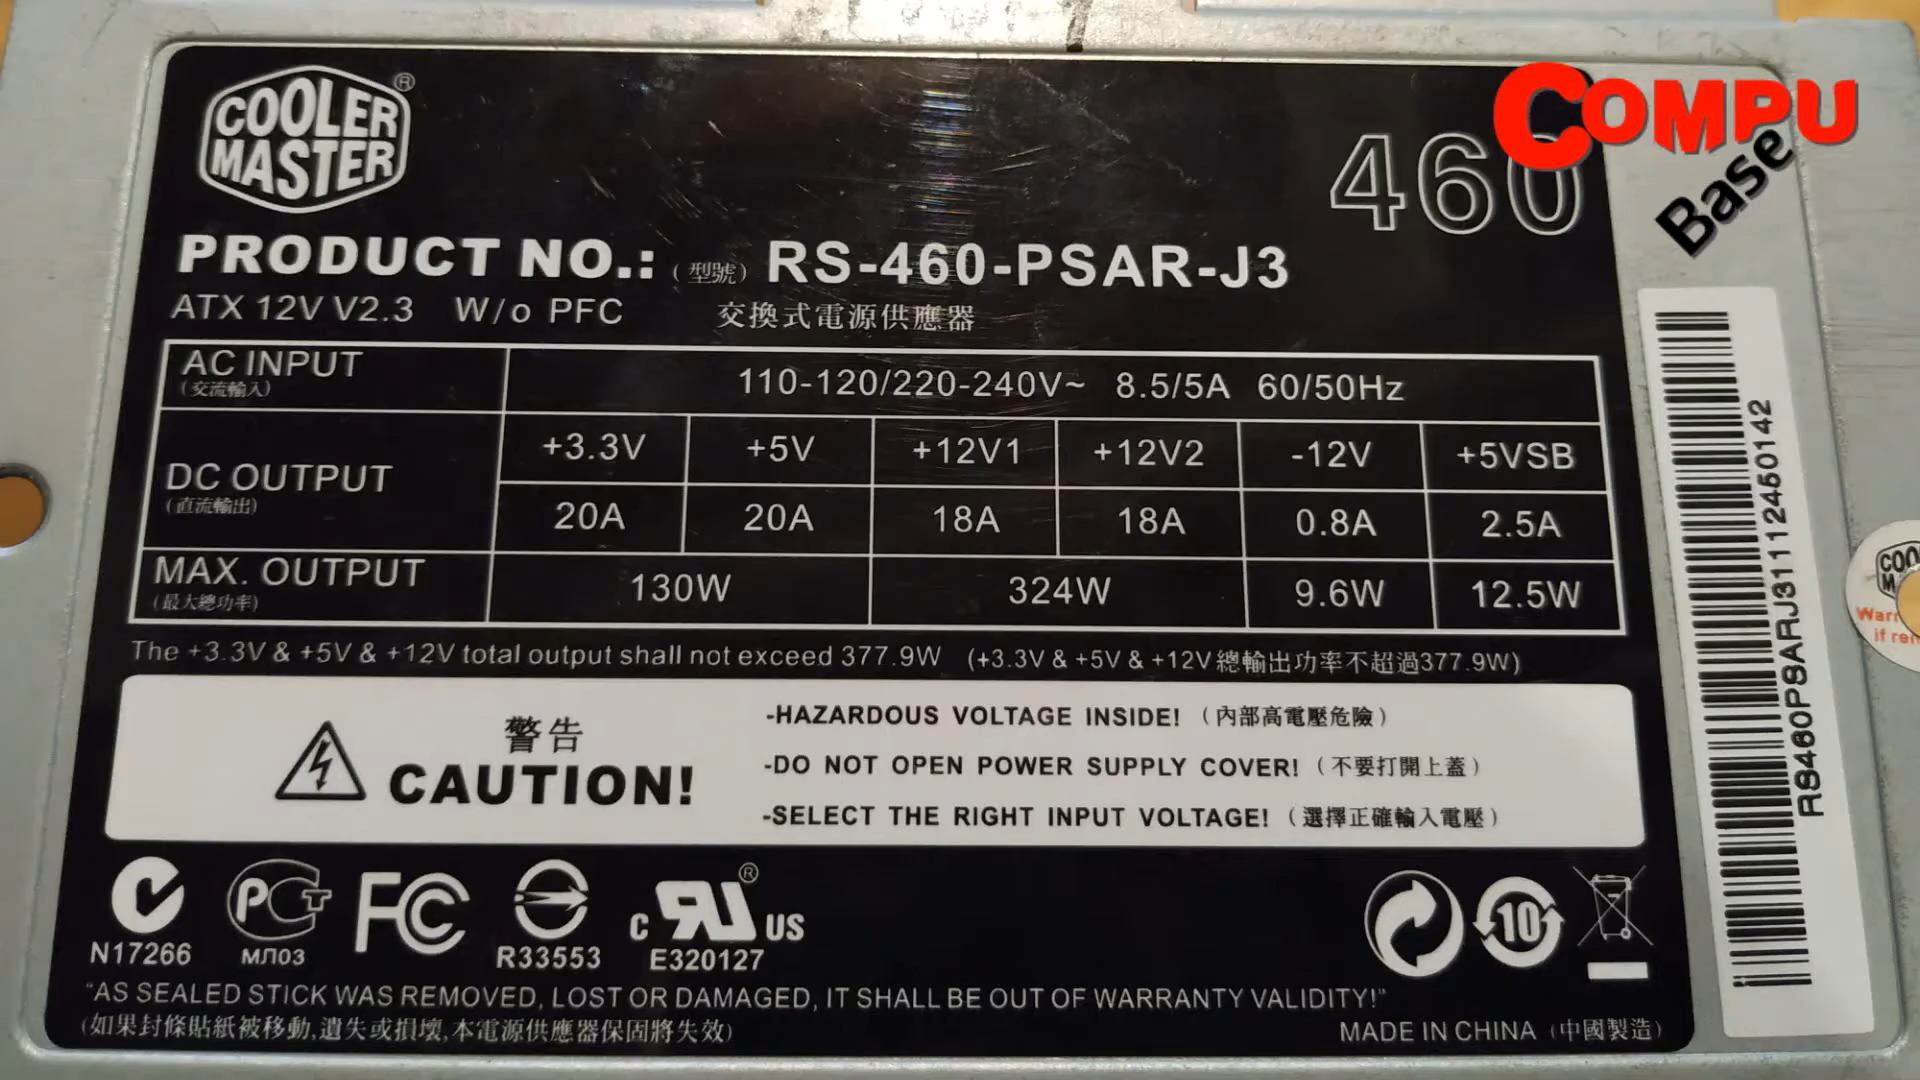 COOLER MASTER ®
460
COMPU
Base
PRODUCT NO.: (型號) RS-460-PSAR-J3
ATX 12V V2.3 W/o PFC 交換式電源供應器
AC INPUT 110-120/220-240V~ 8.5/5A 60/50Hz
(交流輸入)
DC OUTPUT +3.3V +5V +12V1 +12V2 -12V +5VSB
(直流輸出) 20A 20A 18A 18A 0.8A 2.5A
MAX. OUTPUT 130W 324W 9.6W 12.5W
(最大總功率)
The +3.3V & +5V & +12V total output shall not exceed 377.9W (+3.3V & +5V & +12V總輸出功率不超過377.9W)
警告
CAUTION!
-HAZARDOUS VOLTAGE INSIDE! (內部高電壓危險)
-DO NOT OPEN POWER SUPPLY COVER! (不要打開上蓋)
-SELECT THE RIGHT INPUT VOLTAGE! (選擇正確輸入電壓)
N17266
РСТ
МЛ03
FC
R33553
c RU ® US
E320127
10
"AS SEALED STICK WAS REMOVED, LOST OR DAMAGED, IT SHALL BE OUT OF WARRANTY VALIDITY!"
(如果封條貼紙被移動,遺失或損壞,本電源供應器保固將失效)
MADE IN CHINA (中國製造)
RS460PSARJ31112450142